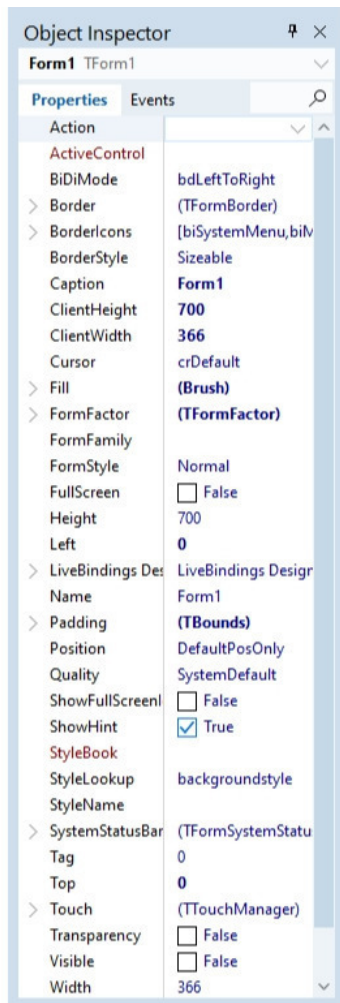 Object Inspector
Form1 TForm1
Properties Events
Action
ActiveControl
BiDiMode bdLeftToRight
Border (TFormBorder)
BorderIcons [biSystemMenu,biM
BorderStyle Sizeable
Caption Form1
ClientHeight 700
ClientWidth 366
Cursor crDefault
Fill (Brush)
FormFactor (TFormFactor)
FormFamily
FormStyle Normal
FullScreen False
Height 700
Left 0
LiveBindings Des LiveBindings Design
Name Form1
Padding (TBounds)
Position DefaultPosOnly
Quality SystemDefault
ShowFullScreenI False
ShowHint True
StyleBook
StyleLookup backgroundstyle
StyleName
SystemStatusBar (TFormSystemStatu
Tag 0
Top 0
Touch (TTouchManager)
Transparency False
Visible False
Width 366